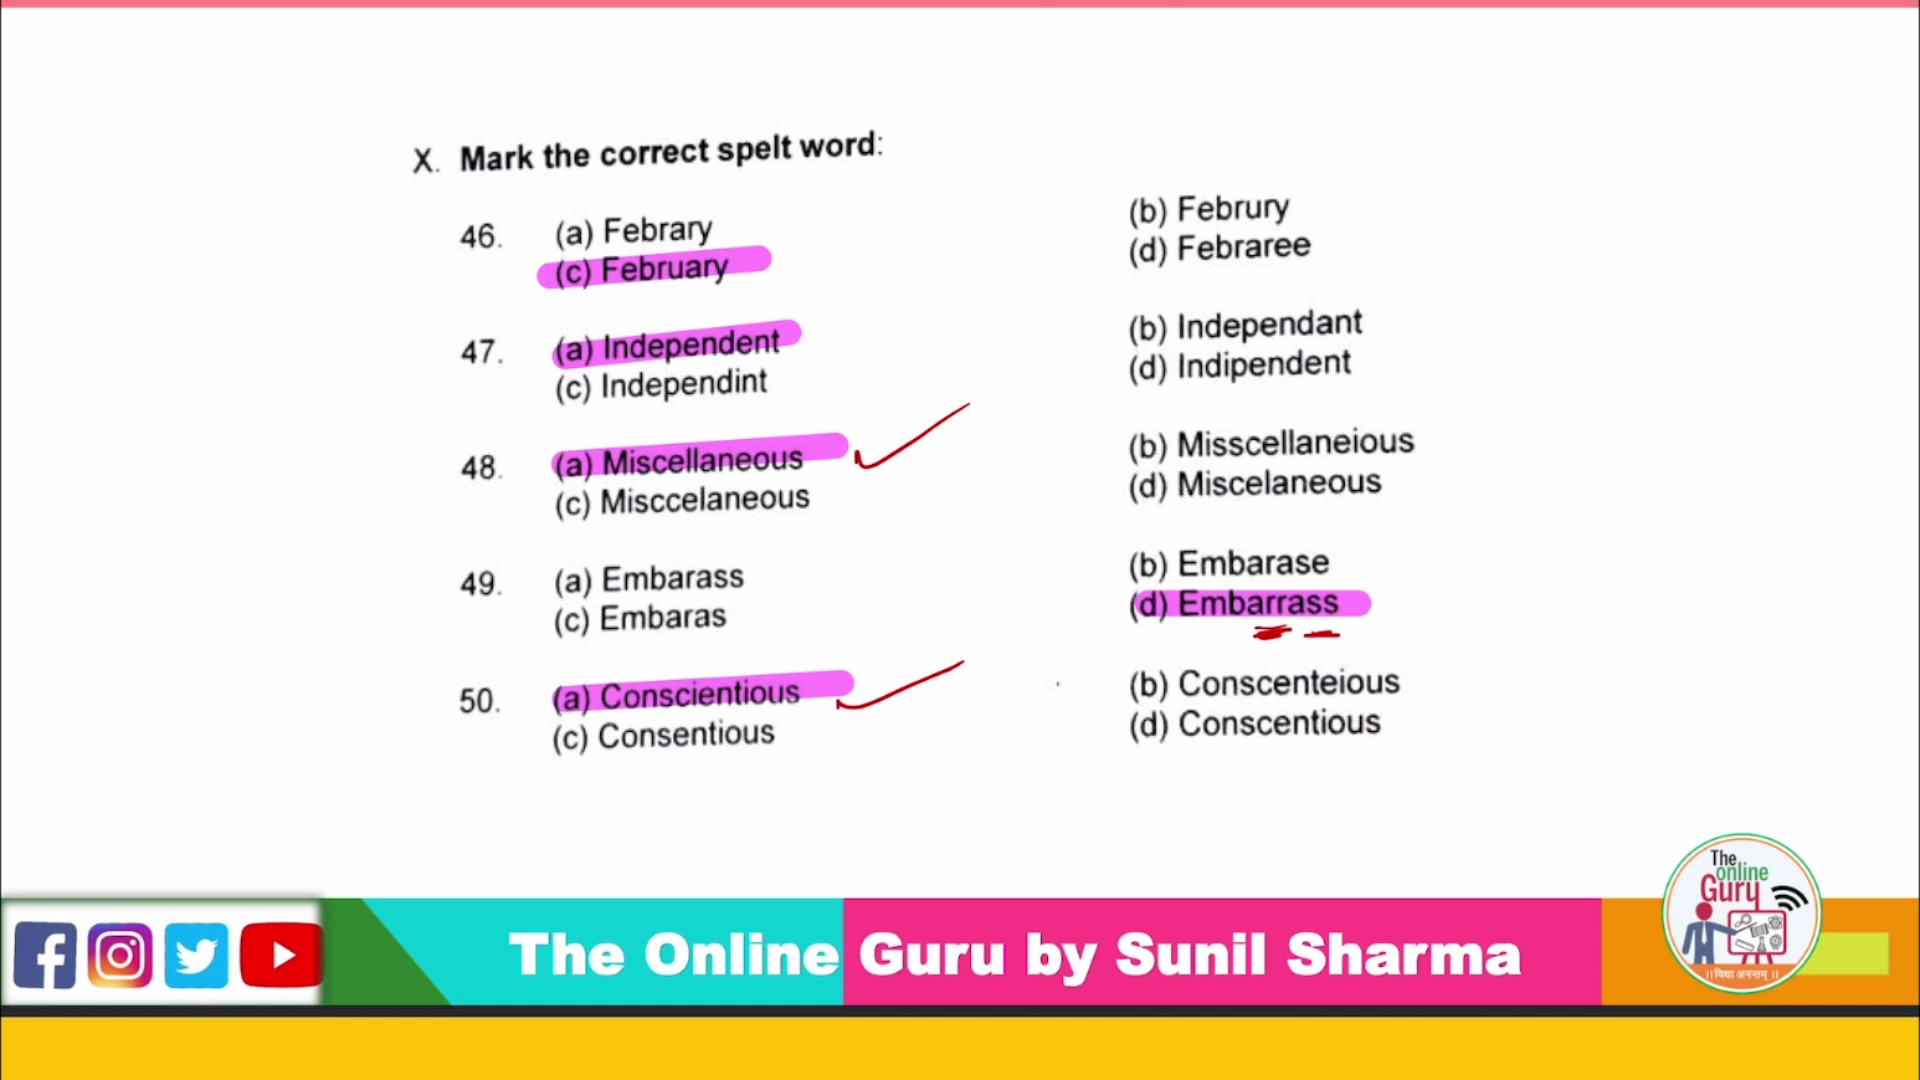 X. Mark the correct spelt word:
46. (a) Febrary (b) Februry
(c) February (d) Febraree
47. (a) Independent (b) Independant
(c) Independint (d) Indipendent
48. (a) Miscellaneous (b) Misscellaneious
(c) Misccelaneous (d) Miscelaneous
49. (a) Embarass (b) Embarase
(c) Embaras (d) Embarrass
50. (a) Conscientious (b) Conscenteious
(c) Consentious (d) Conscentious
The Online Guru by Sunil Sharma
The
online
Guru
।।विद्या अनन्तम्।।